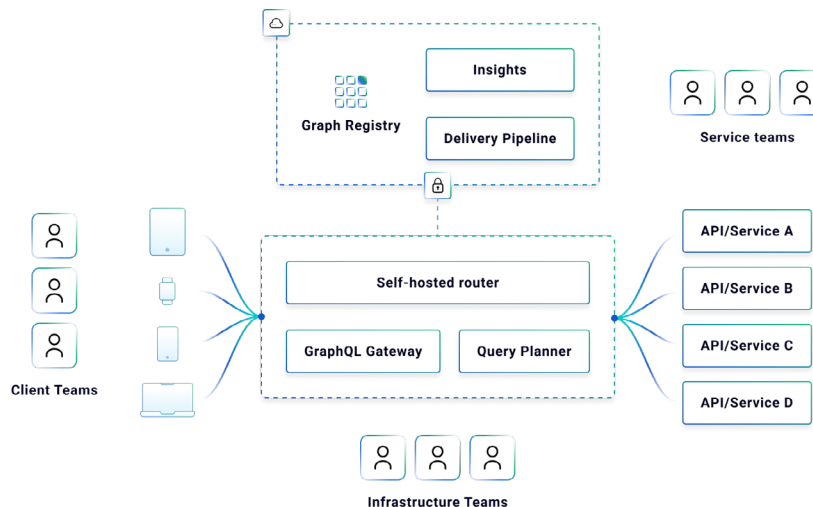 Insights
Graph Registry
Delivery Pipeline
Service teams
Client Teams
Self-hosted router
GraphQL Gateway
Query Planner
API/Service A
API/Service B
API/Service C
API/Service D
Infrastructure Teams